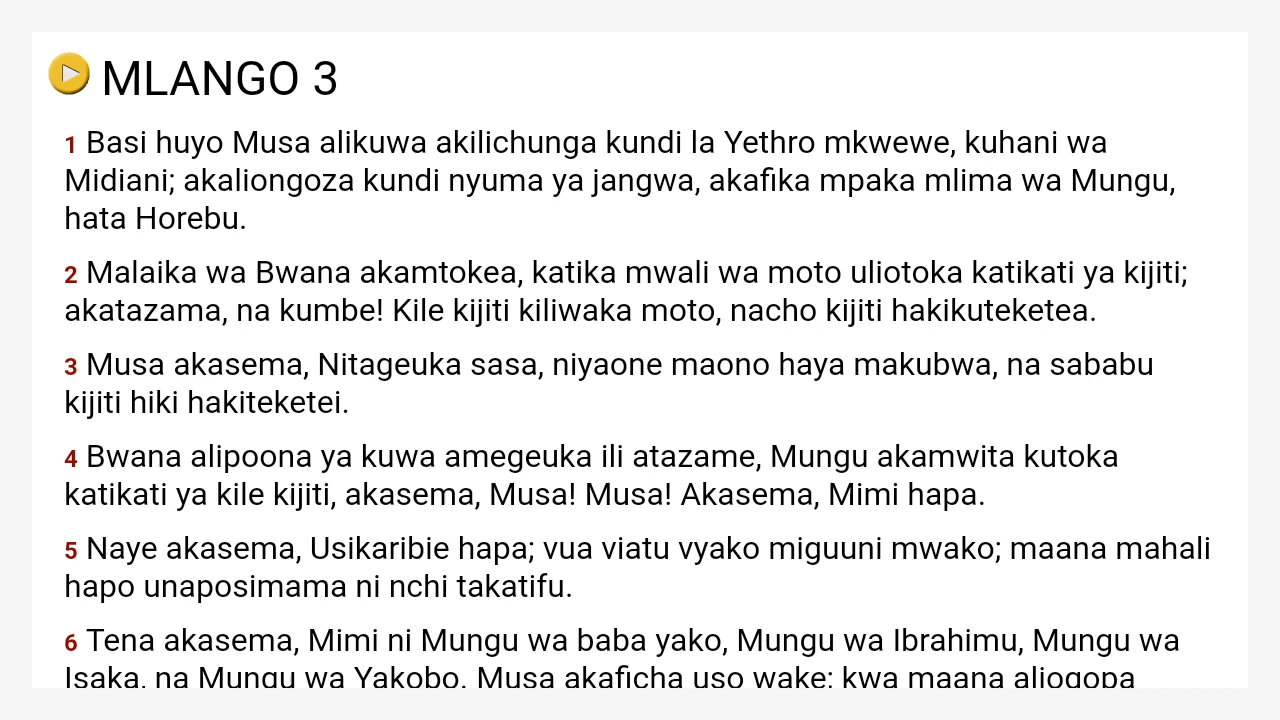 MLANGO 3
1 Basi huyo Musa alikuwa akilichunga kundi la Yethro mkwewe, kuhani wa
Midiani; akaliongoza kundi nyuma ya jangwa, akafika mpaka mlima wa Mungu,
hata Horebu.
2 Malaika wa Bwana akamtokea, katika mwali wa moto uliotoka katikati ya kijiti;
akatazama, na kumbe! Kile kijiti kiliwaka moto, nacho kijiti hakikuteketea.
3 Musa akasema, Nitageuka sasa, niyaone maono haya makubwa, na sababu
kijiti hiki hakiteketei.
4 Bwana alipoona ya kuwa amegeuka ili atazame, Mungu akamwita kutoka
katikati ya kile kijiti, akasema, Musa! Musa! Akasema, Mimi hapa.
5 Naye akasema, Usikaribie hapa; vua viatu vyako miguuni mwako; maana mahali
hapo unaposimama ni nchi takatifu.
6 Tena akasema, Mimi ni Mungu wa baba yako, Mungu wa Ibrahimu, Mungu wa
Isaka, na Mungu wa Yakobo. Musa akaficha uso wake; kwa maana aliogopa